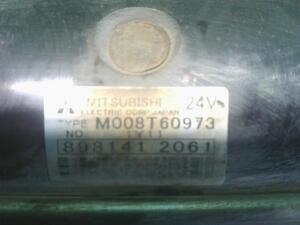 MITSUBISHI 24V
ELECTRIC CORP. JAPAN
TYPE M008T60973
NO
898141 2061